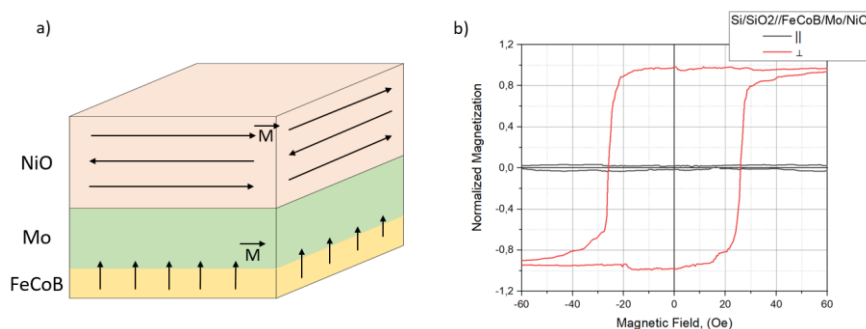 a)
NiO
Mo
FeCoB
M
M
b)
Si/SiO2//FeCoB/Mo/NiO
||
⊥
Normalized Magnetization
1,2
0,8
0,4
0,0
-0,4
-0,8
-1,2
-60 -40 -20 0 20 40 60
Magnetic Field, (Oe)